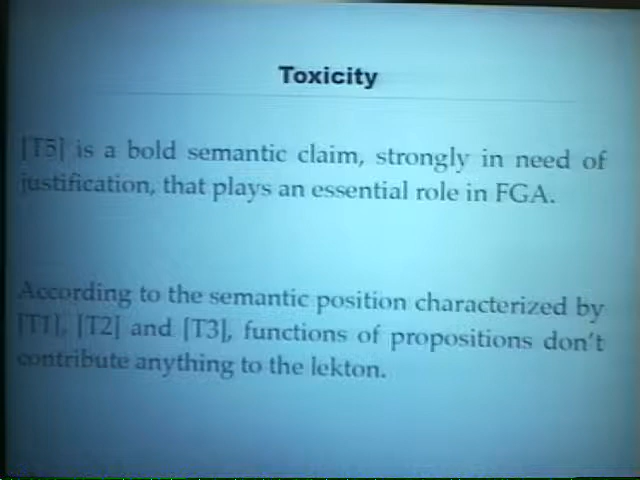 Toxicity
[T5] is a bold semantic claim, strongly in need of
justification, that plays an essential role in FGA.
According to the semantic position characterized by
[T1], [T2] and [T3], functions of propositions don't
contribute anything to the lekton.